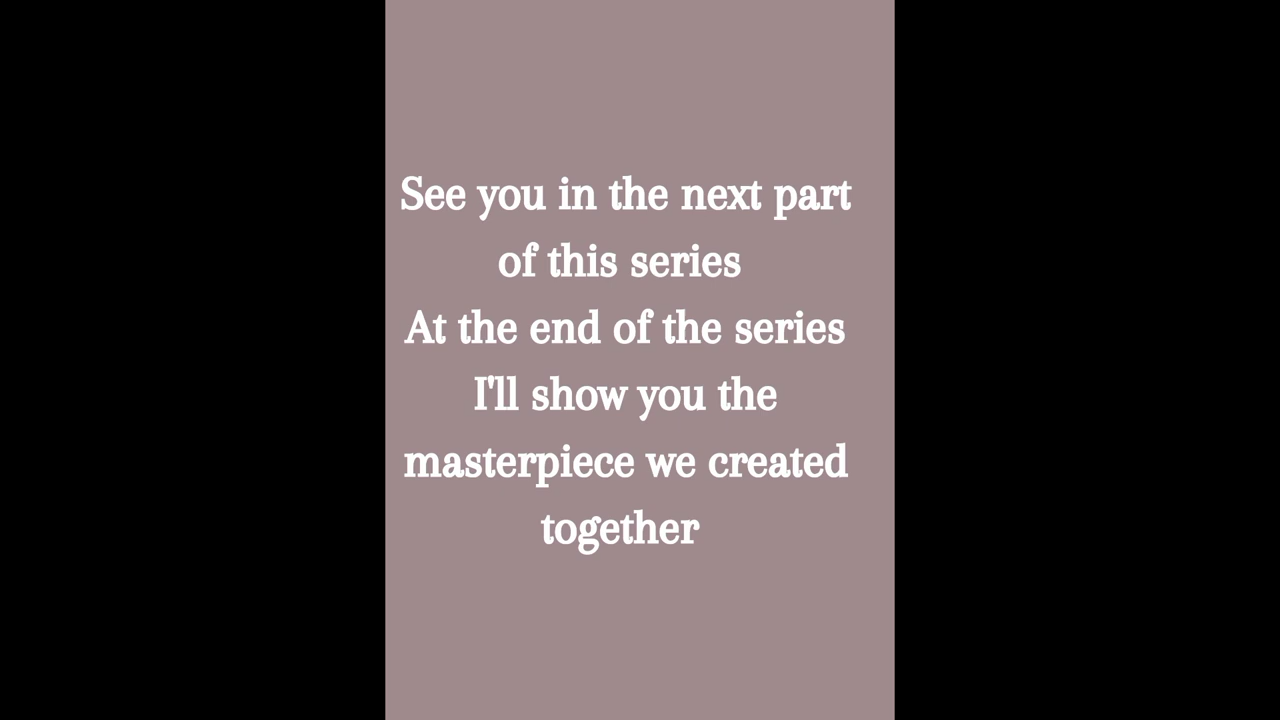 See you in the next part
of this series
At the end of the series
I'll show you the
masterpiece we created
together